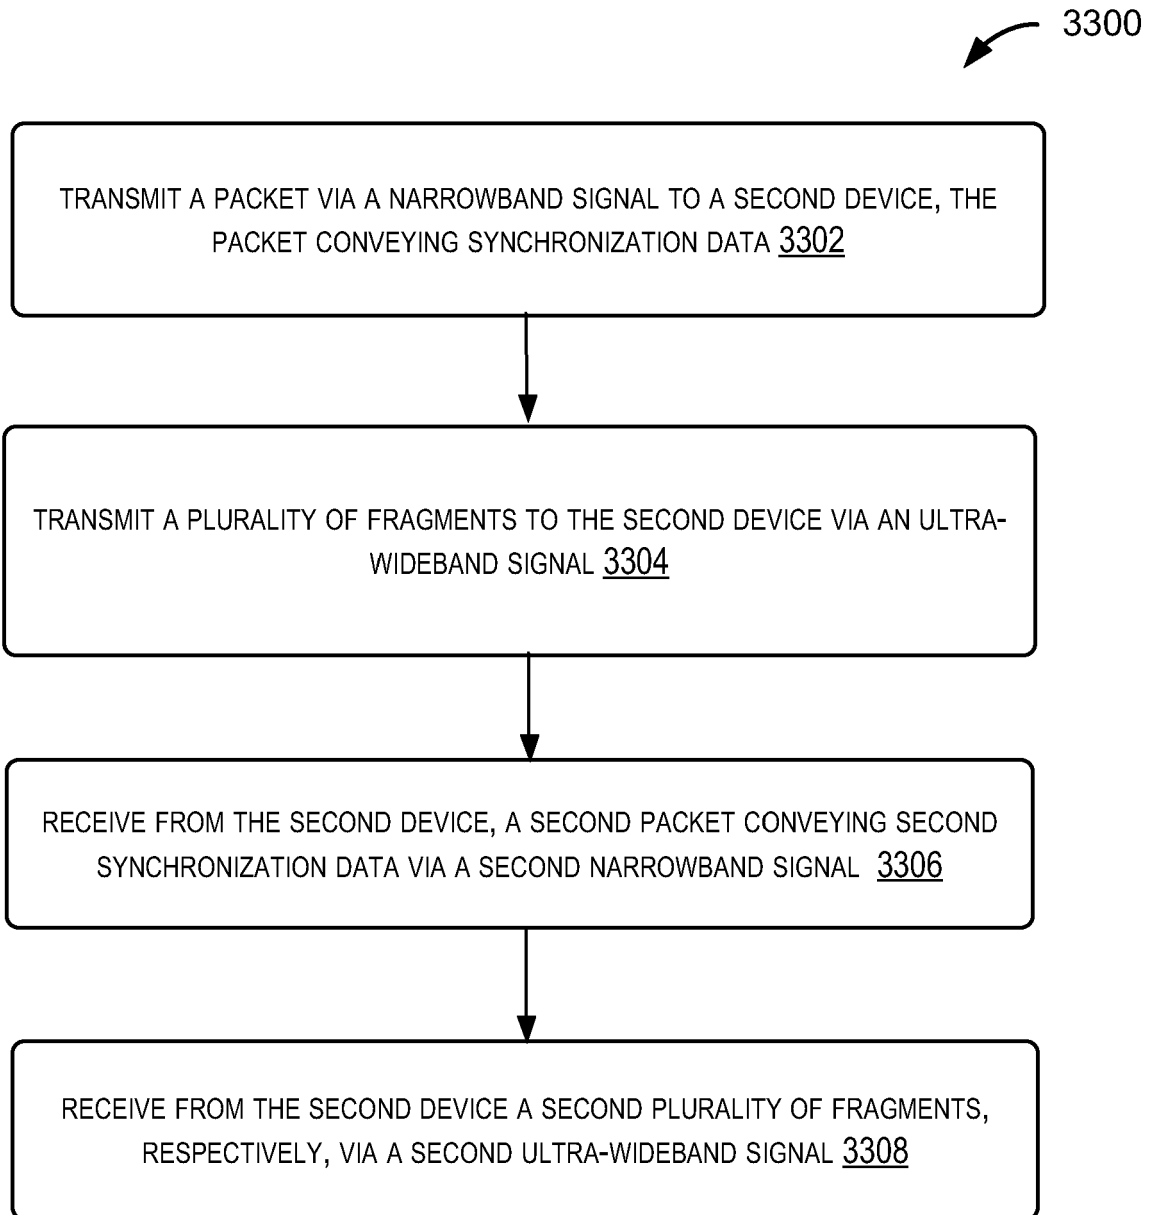 3300
TRANSMIT A PACKET VIA A NARROWBAND SIGNAL TO A SECOND DEVICE, THE
PACKET CONVEYING SYNCHRONIZATION DATA 3302
TRANSMIT A PLURALITY OF FRAGMENTS TO THE SECOND DEVICE VIA AN ULTRA-
WIDEBAND SIGNAL 3304
RECEIVE FROM THE SECOND DEVICE, A SECOND PACKET CONVEYING SECOND
SYNCHRONIZATION DATA VIA A SECOND NARROWBAND SIGNAL 3306
RECEIVE FROM THE SECOND DEVICE A SECOND PLURALITY OF FRAGMENTS,
RESPECTIVELY, VIA A SECOND ULTRA-WIDEBAND SIGNAL 3308